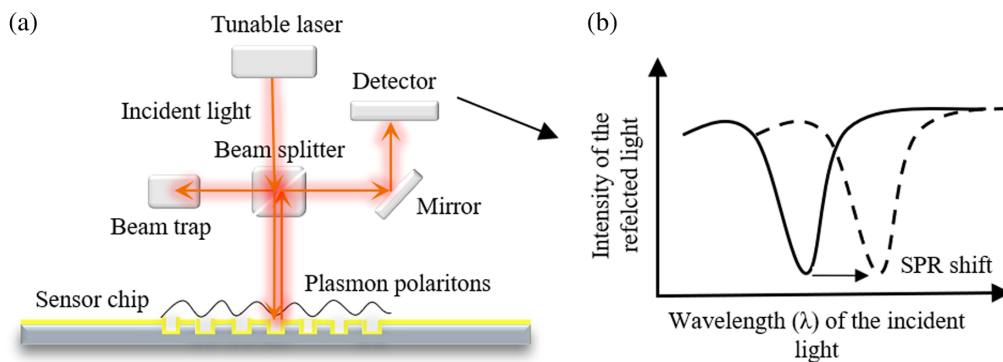 (a)
Tunable laser
Detector
Incident light
Beam splitter
Beam trap
Mirror
Plasmon polaritons
Sensor chip
(b)
Intensity of the
refelcted light
SPR shift
Wavelength (λ) of the incident
light